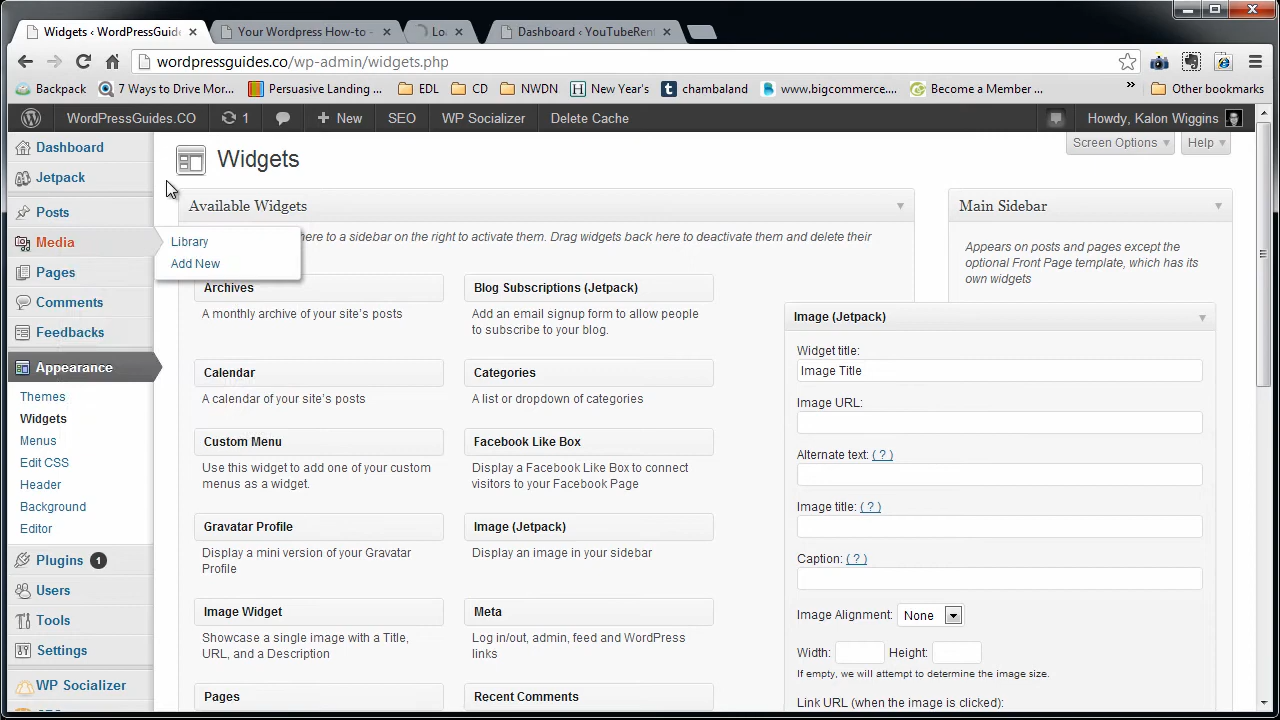 Widgets ‹ WordPressGuide
Your Wordpress How-to -
Lo
Dashboard ‹ YouTubeRen
wordpressguides.co/wp-admin/widgets.php
Backpack
7 Ways to Drive Mor...
Persuasive Landing ...
EDL
CD
NWDN
New Year's
chambaland
www.bigcommerce....
Become a Member ...
»
Other bookmarks
WordPressGuides.CO
1
New
SEO
WP Socializer
Delete Cache
Howdy, Kalon Wiggins
Dashboard
Jetpack
Posts
Media
Library
Add New
Pages
Comments
Feedbacks
Appearance
Themes
Widgets
Menus
Edit CSS
Header
Background
Editor
Plugins 1
Users
Tools
Settings
WP Socializer
Screen Options
Help
Widgets
Available Widgets
here to a sidebar on the right to activate them. Drag widgets back here to deactivate them and delete their
Archives
A monthly archive of your site's posts
Blog Subscriptions (Jetpack)
Add an email signup form to allow people
to subscribe to your blog.
Calendar
A calendar of your site's posts
Categories
A list or dropdown of categories
Custom Menu
Use this widget to add one of your custom
menus as a widget.
Facebook Like Box
Display a Facebook Like Box to connect
visitors to your Facebook Page
Gravatar Profile
Display a mini version of your Gravatar
Profile
Image (Jetpack)
Display an image in your sidebar
Image Widget
Showcase a single image with a Title,
URL, and a Description
Meta
Log in/out, admin, feed and WordPress
links
Pages
Recent Comments
Main Sidebar
Appears on posts and pages except the
optional Front Page template, which has its
own widgets
Image (Jetpack)
Widget title:
Image Title
Image URL:
Alternate text: ( ? )
Image title: ( ? )
Caption: ( ? )
Image Alignment: None
Width:
Height:
If empty, we will attempt to determine the image size.
Link URL (when the image is clicked):